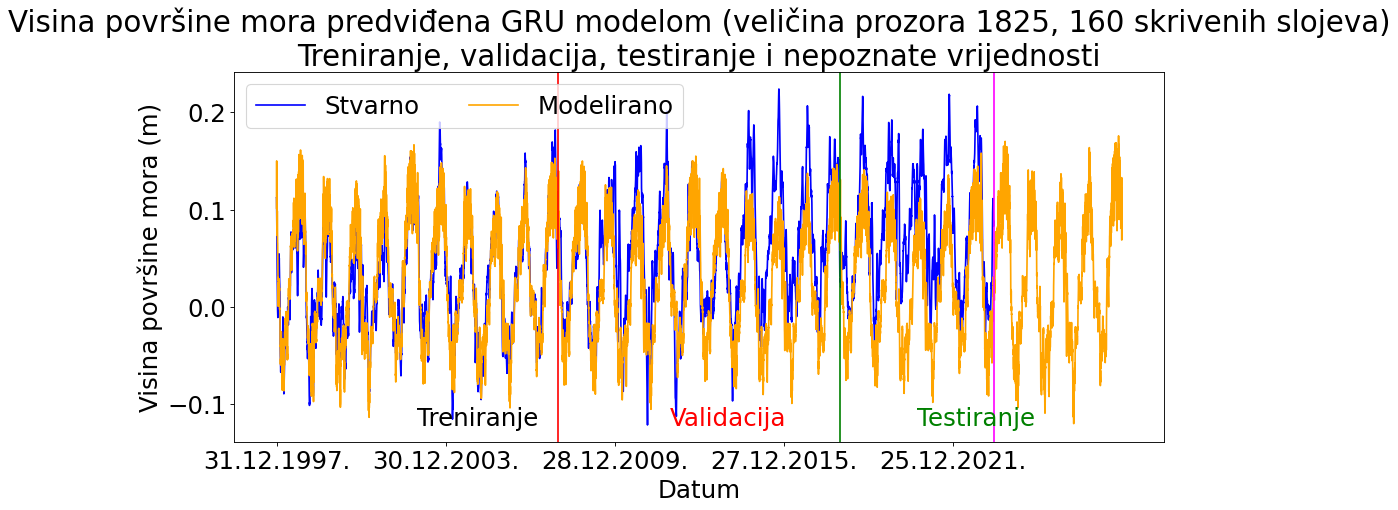 Visina površine mora predviđena GRU modelom (veličina prozora 1825, 160 skrivenih slojeva)
Treniranje, validacija, testiranje i nepoznate vrijednosti
Stvarno
Modelirano
Visina površine mora (m)
0.2
0.1
0.0
−0.1
Treniranje
Validacija
Testiranje
31.12.1997.
30.12.2003.
28.12.2009.
27.12.2015.
25.12.2021.
Datum